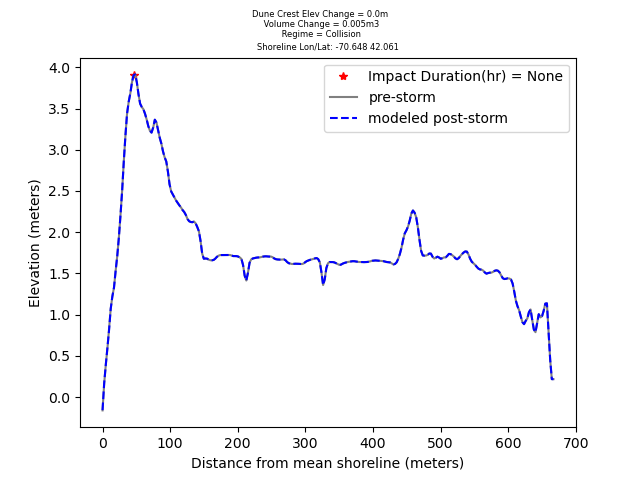 Dune Crest Elev Change = 0.0m
Volume Change = 0.005m3
Regime = Collision
Shoreline Lon/Lat: -70.648 42.061
Impact Duration(hr) = None
pre-storm
modeled post-storm
Elevation (meters)
4.0
3.5
3.0
2.5
2.0
1.5
1.0
0.5
0.0
0 100 200 300 400 500 600 700
Distance from mean shoreline (meters)